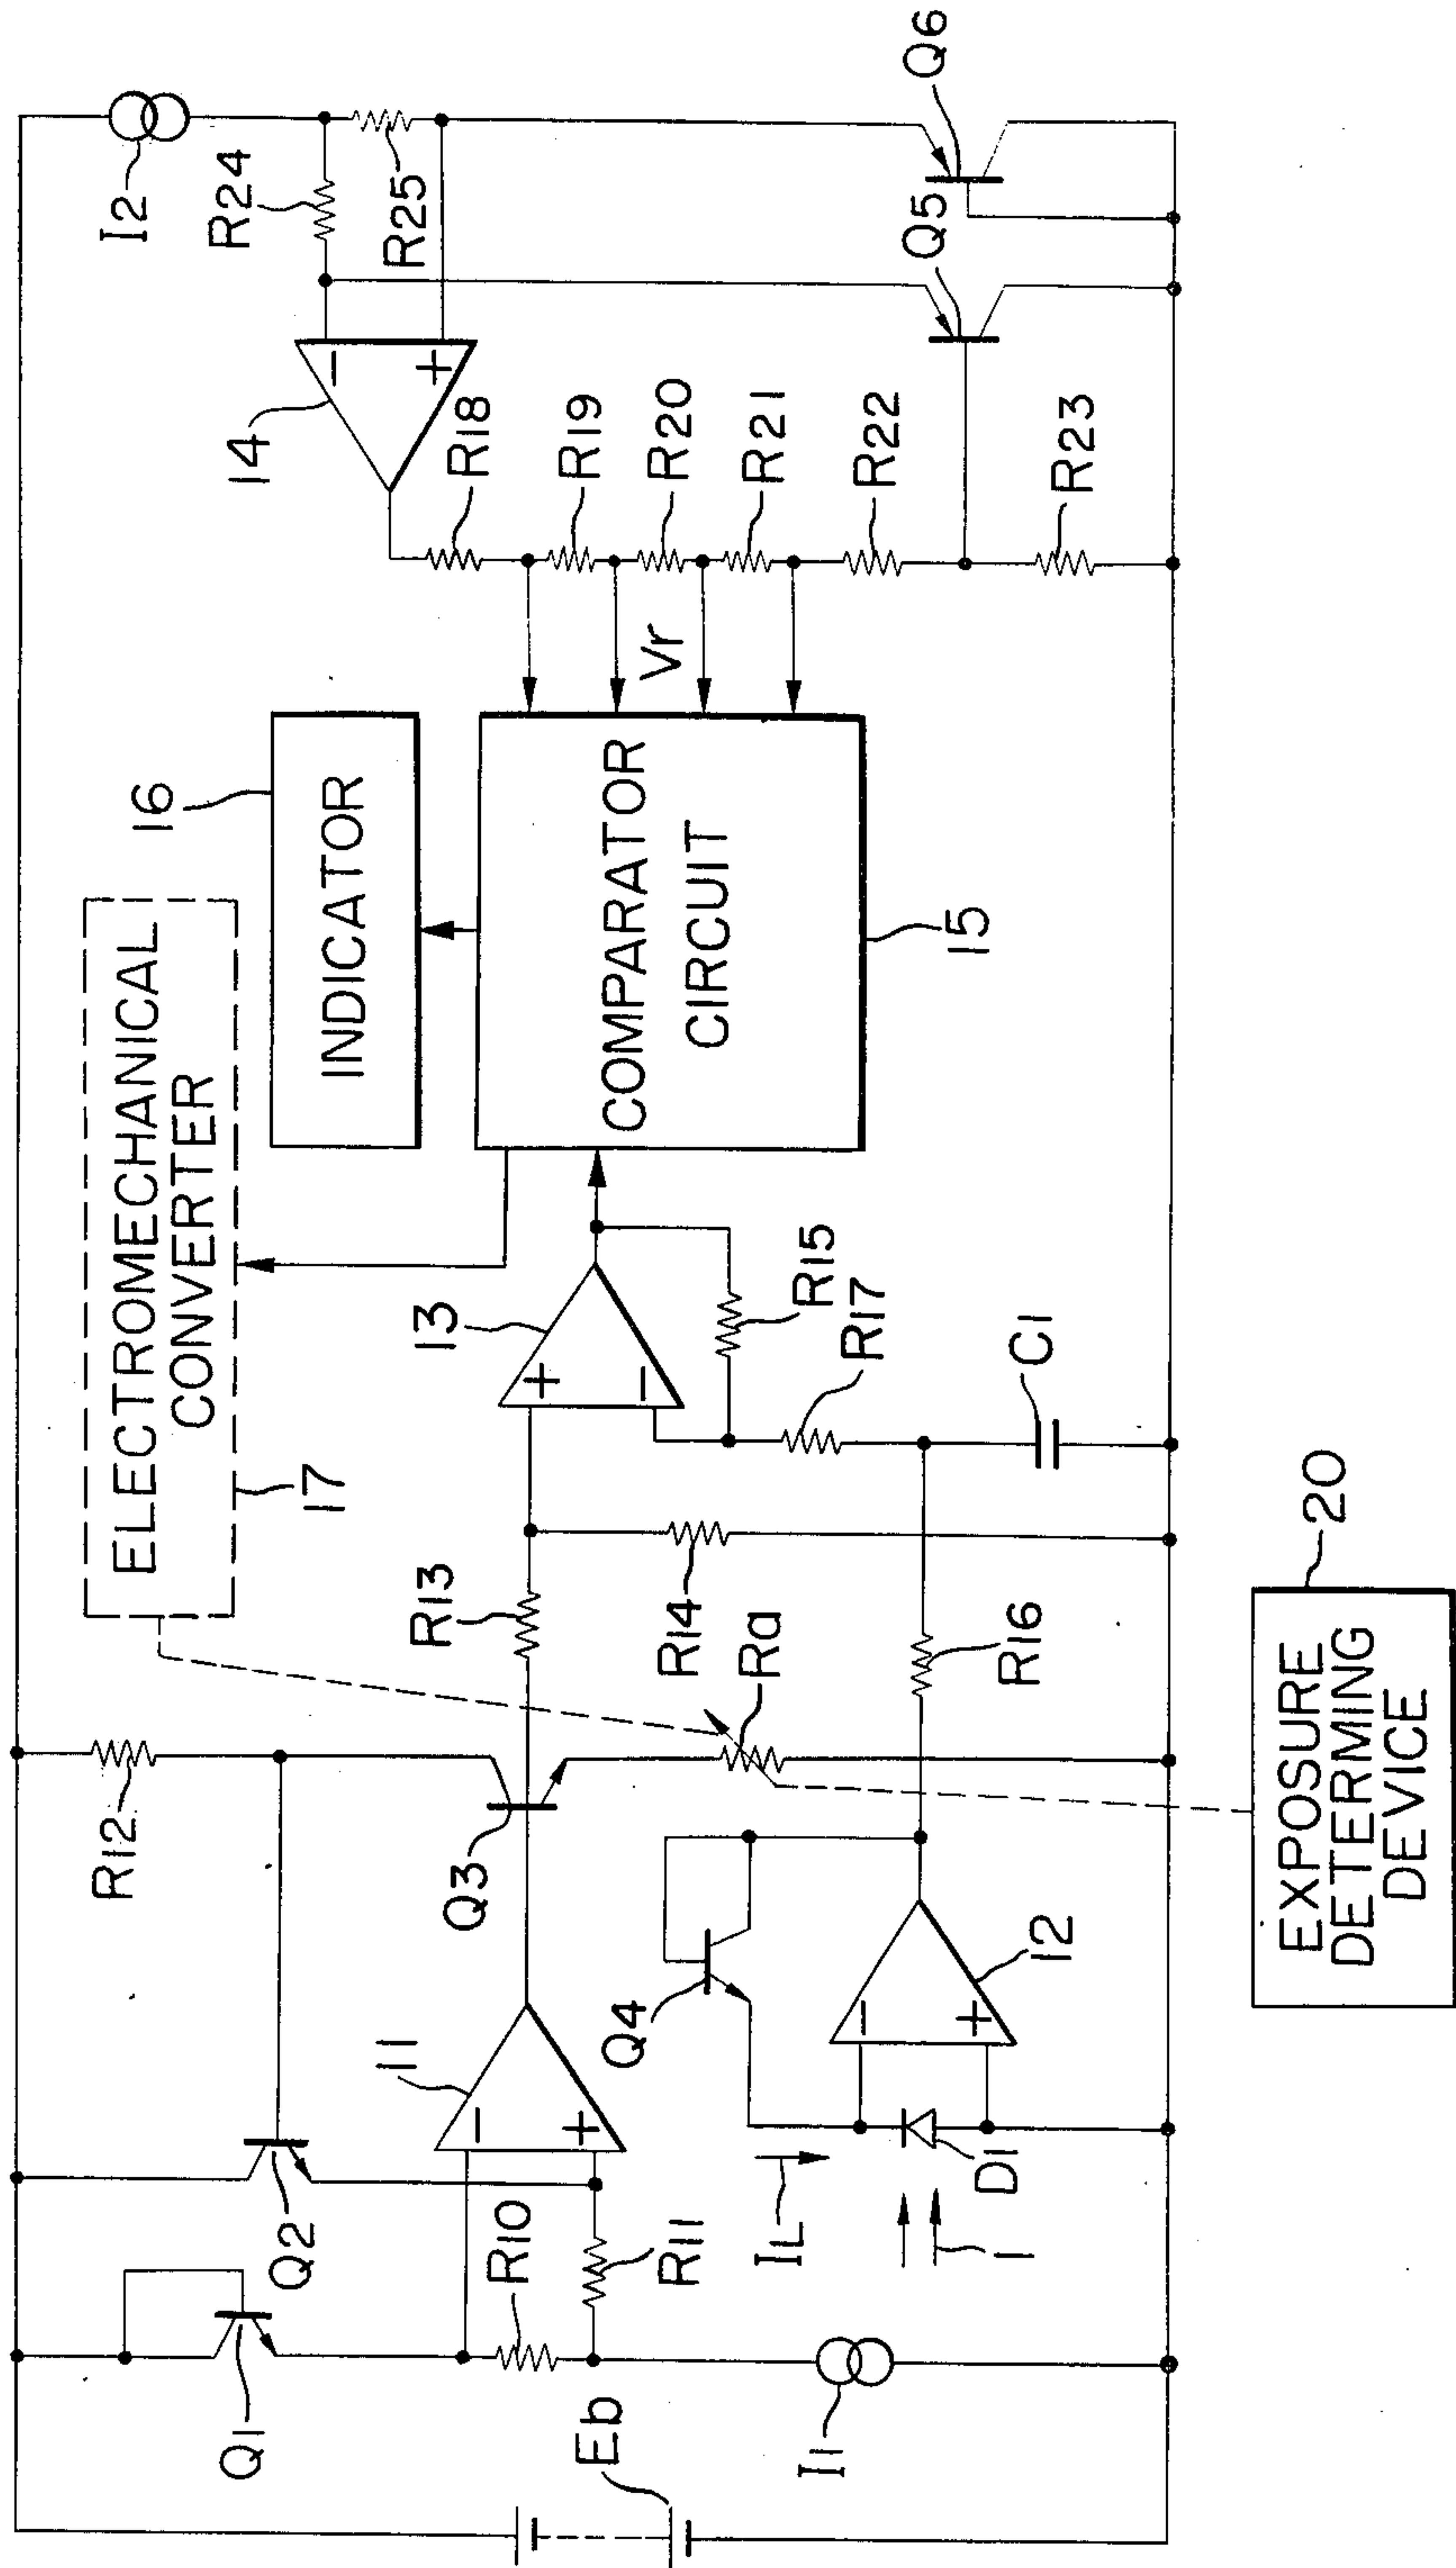 Eb
Q1
Q2
R10
R11
I1
11
IL
1
D1
Q4
12
R12
Q3
R13
R14
Ra
R16
EXPOSURE
DETERMING
DEVICE
20
ELECTROMECHANICAL
CONVERTER
17
13
+
−
R15
R17
C1
16
INDICATOR
COMPARATOR
CIRCUIT
15
Vr
14
R18
R19
R20
R21
R22
R23
I2
R24
R25
Q5
Q6
−
+
−
+
−
+